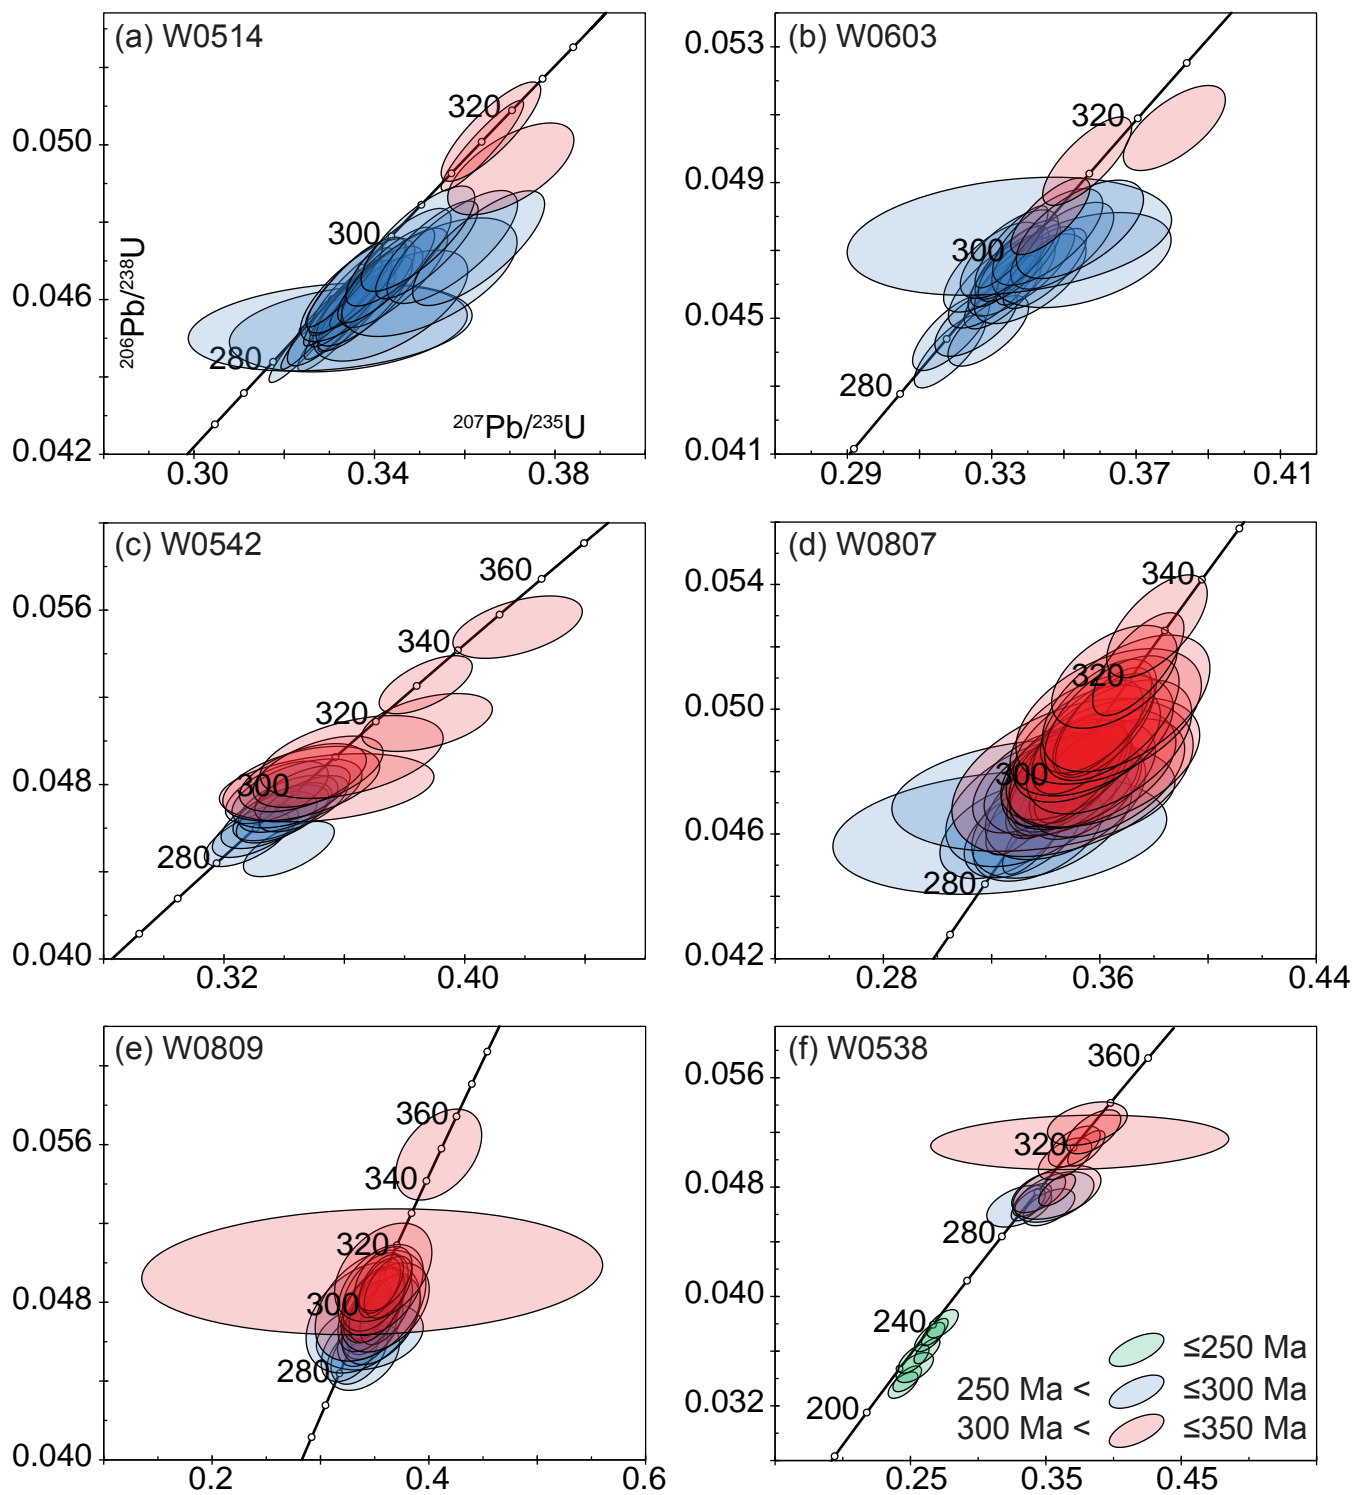 (a) W0514
320
0.050
300
0.046
206Pb/238U
280
207Pb/235U
0.042
0.30 0.34 0.38
(b) W0603
0.053
320
0.049
300
0.045
280
0.041
0.29 0.33 0.37 0.41
(c) W0542
360
0.056
340
320
0.048
300
280
0.040
0.32 0.40
(d) W0807
340
0.054
320
0.050
300
0.046
280
0.042
0.28 0.36 0.44
(e) W0809
360
0.056
340
320
0.048
300
280
0.040
0.2 0.4 0.6
(f) W0538
360
0.056
320
0.048
280
0.040
240
≤250 Ma
250 Ma < ≤300 Ma
0.032
200
300 Ma < ≤350 Ma
0.25 0.35 0.45